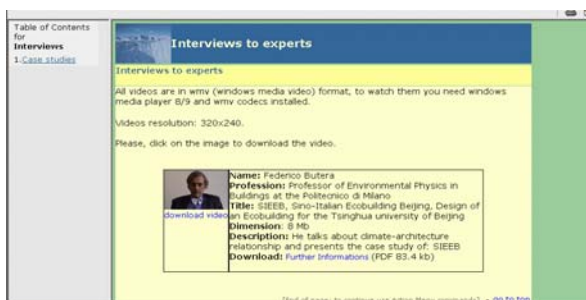 Table of Contents
for
Interviews
1.Case studies
Interviews to experts
Interviews to experts
All videos are in wmv (windows media video) format, to watch them you need windows
media player 8/9 and wmv codecs installed.
Videos resolution: 320x240.
Please, click on the image to download the video.
download video
Name: Federico Butera
Profession: Professor of Environmental Physics in
Buildings at the Politecnico di Milano
Title: SIEEB, Sino-Italian Ecobuilding Beijing, Design of
an Ecobuilding for the Tsinghua university of Beijing
Dimension: 8 Mb
Description: He talks about climate-architecture
relationship and presents the case study of: SIEEB
Download: Further Informations (PDF 83.4 kb)
go to top